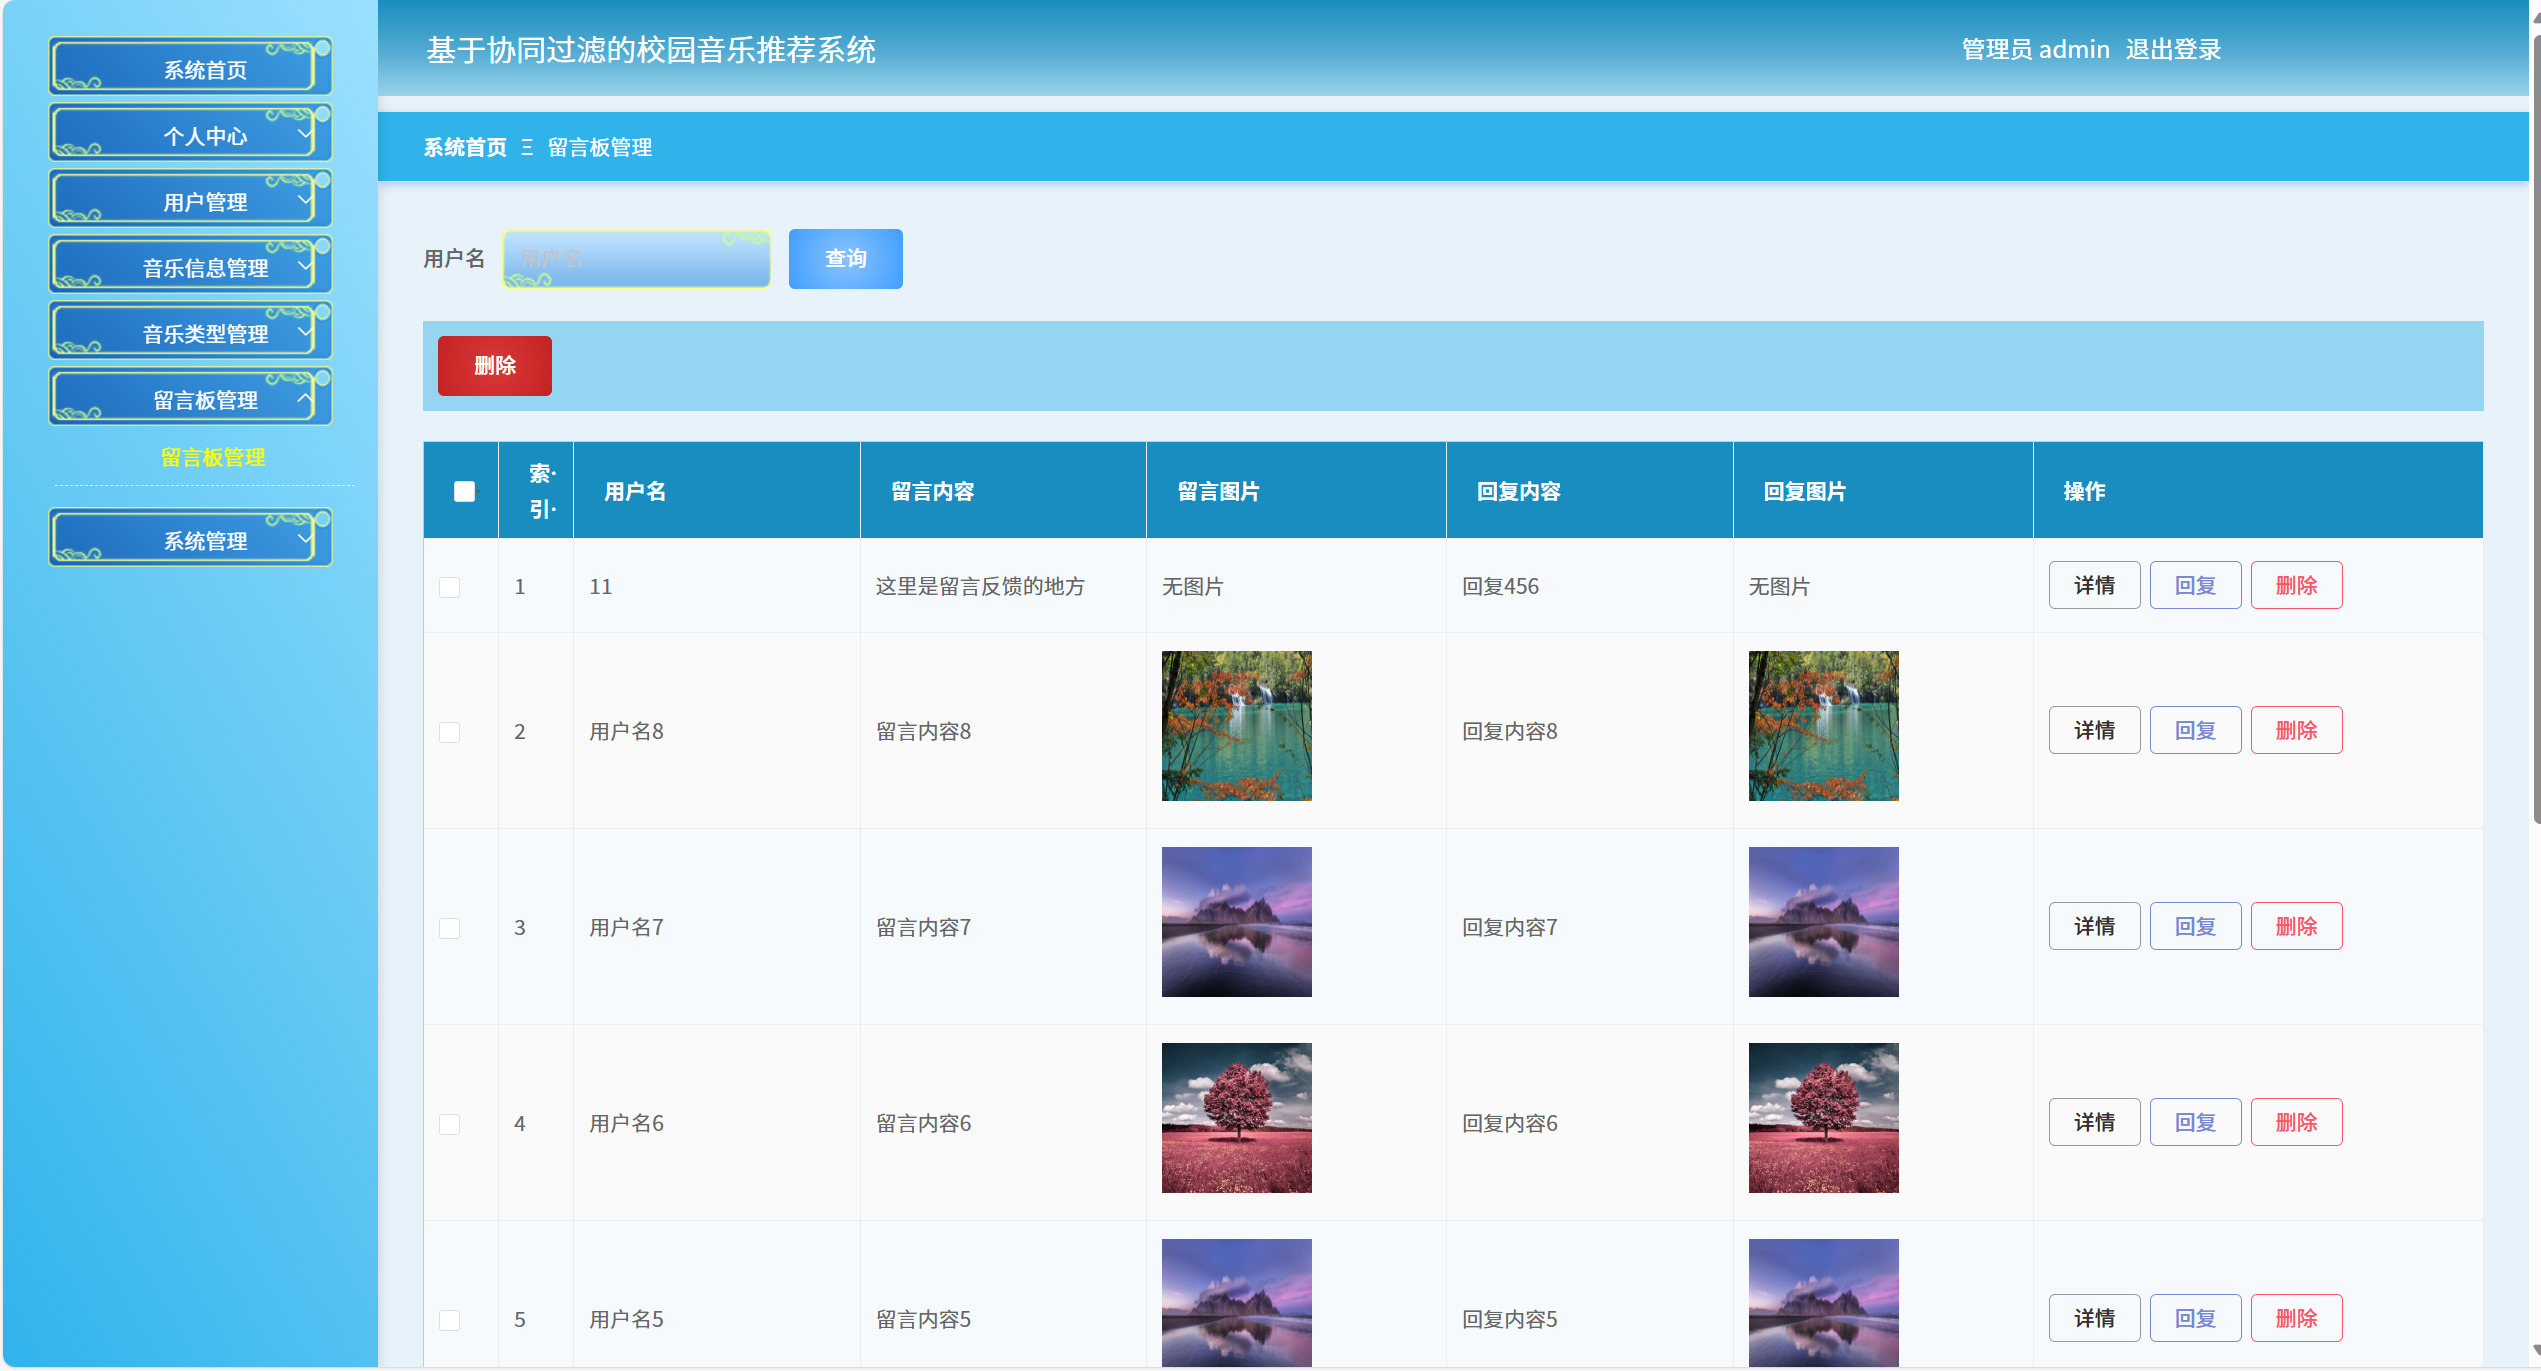 基于协同过滤的校园音乐推荐系统
管理员 admin 退出登录
系统首页
个人中心
用户管理
音乐信息管理
音乐类型管理
留言板管理
留言板管理
系统管理
系统首页 Ξ 留言板管理
用户名 用户名 查询
删除
索引 用户名 留言内容 留言图片 回复内容 回复图片 操作
1 11 这里是留言反馈的地方 无图片 回复456 无图片 详情 回复 删除
2 用户名8 留言内容8 回复内容8 详情 回复 删除
3 用户名7 留言内容7 回复内容7 详情 回复 删除
4 用户名6 留言内容6 回复内容6 详情 回复 删除
5 用户名5 留言内容5 回复内容5 详情 回复 删除